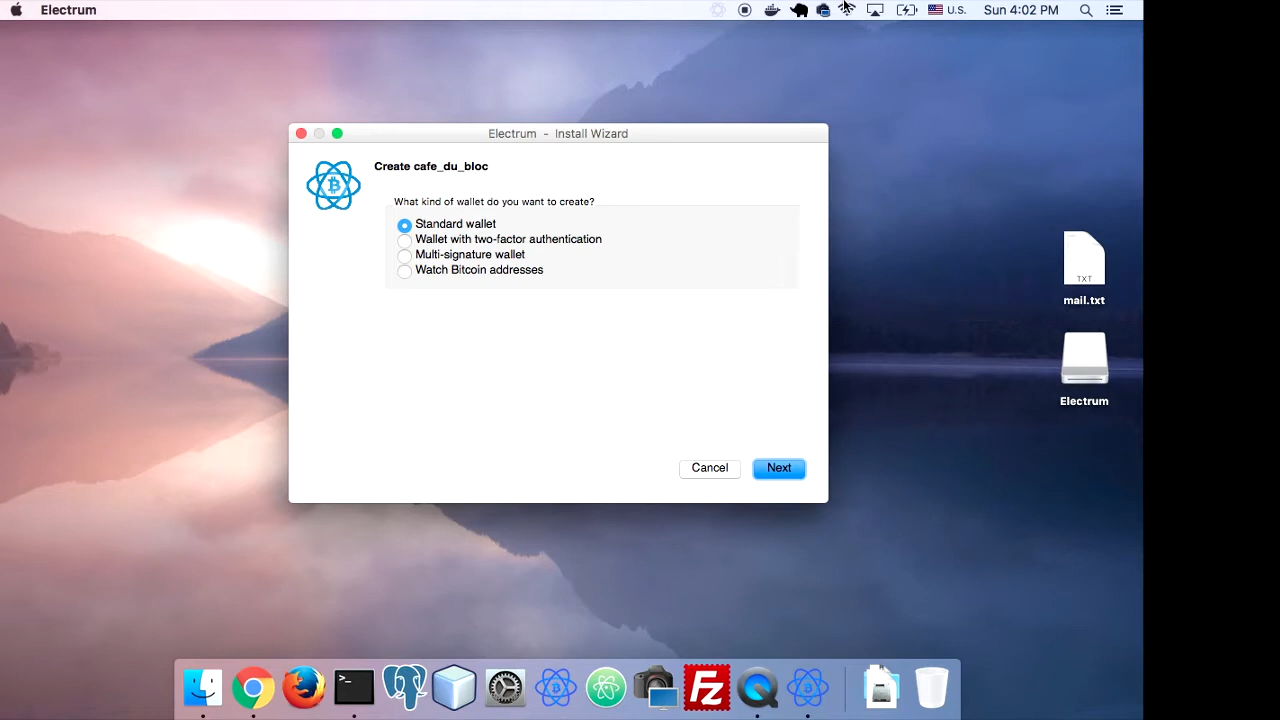 Electrum
U.S.
Sun 4:02 PM
Electrum - Install Wizard
Create cafe_du_bloc
What kind of wallet do you want to create?
Standard wallet
Wallet with two-factor authentication
Multi-signature wallet
Watch Bitcoin addresses
Cancel
Next
TXT
mail.txt
Electrum
>_
Fz